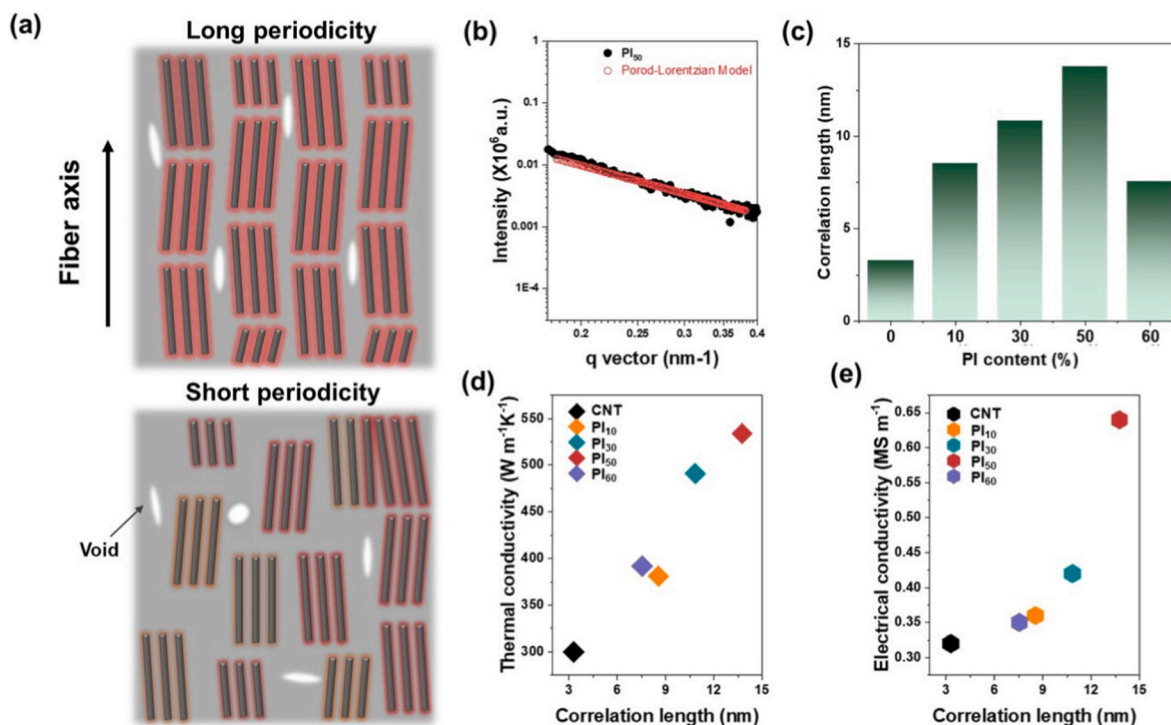 (a)
Long periodicity
Fiber axis
Short periodicity
Void
(b)
1
0.1
0.01
0.001
1E-4
Intensity (X10⁶a.u.)
PI₅₀
Porod-Lorentzian Model
0.2
0.3
0.4
q vector (nm-1)
(c)
15
10
5
0
Correlation length (nm)
0
10
30
50
60
PI content (%)
(d)
550
500
450
400
350
300
Thermal conductivity (W m⁻¹K⁻¹)
CNT
PI₁₀
PI₃₀
PI₅₀
PI₆₀
3
6
9
12
15
Correlation length (nm)
(e)
0.65
0.60
0.55
0.50
0.45
0.40
0.35
0.30
Electrical conductivity (MS m⁻¹)
CNT
PI₁₀
PI₃₀
PI₅₀
PI₆₀
3
6
9
12
15
Correlation length (nm)